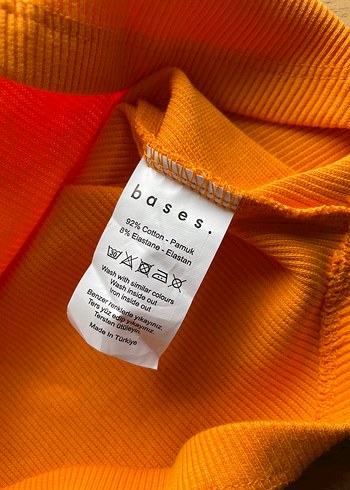 bases.
92% Cotton - Pamuk
8% Elastane - Elastan
Wash with similar colours
Wash inside out
Iron inside out
Benzer renklerle yıkayınız.
Ters yüz edip yıkayınız.
Tersten ütüleyin.
Made In Türkiye